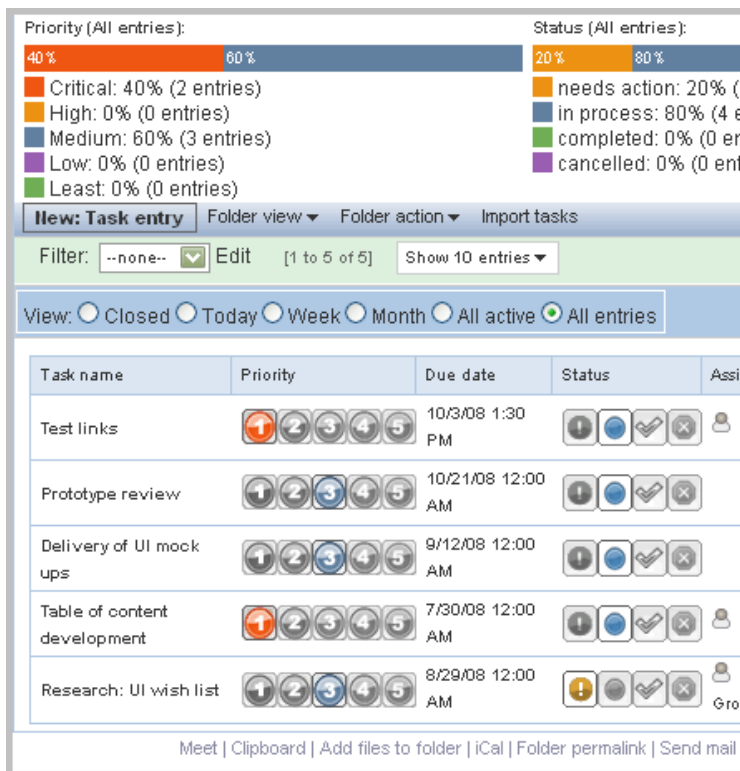 Priority (All entries): Status (All entries):
40% 60% 20% 80%
Critical: 40% (2 entries) needs action: 20% (
High: 0% (0 entries) in process: 80% (4 e
Medium: 60% (3 entries) completed: 0% (0 en
Low: 0% (0 entries) cancelled: 0% (0 ent
Least: 0% (0 entries)
New: Task entry Folder view Folder action Import tasks
Filter: --none-- Edit [1 to 5 of 5] Show 10 entries
View: Closed Today Week Month All active All entries
Task name Priority Due date Status Assi
Test links 1 2 3 4 5 10/3/08 1:30
PM
Prototype review 1 2 3 4 5 10/21/08 12:00
AM
Delivery of UI mock 1 2 3 4 5 9/12/08 12:00
ups AM
Table of content 1 2 3 4 5 7/30/08 12:00
development AM
Research: UI wish list 1 2 3 4 5 8/29/08 12:00
AM Gro
Meet | Clipboard | Add files to folder | iCal | Folder permalink | Send mail